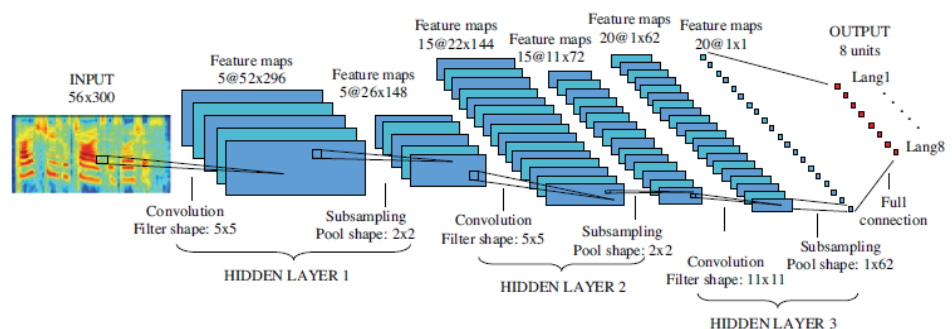 INPUT
56x300
Feature maps
5@52x296
Feature maps
5@26x148
Feature maps
15@22x144
Feature maps
15@11x72
Feature maps
20@1x62
Feature maps
20@1x1
OUTPUT
8 units
Lang1
Lang8
Convolution
Filter shape: 5x5
Subsampling
Pool shape: 2x2
Convolution
Filter shape: 5x5
Subsampling
Pool shape: 2x2
Convolution
Filter shape: 11x11
Subsampling
Pool shape: 1x62
Full
connection
HIDDEN LAYER 1
HIDDEN LAYER 2
HIDDEN LAYER 3